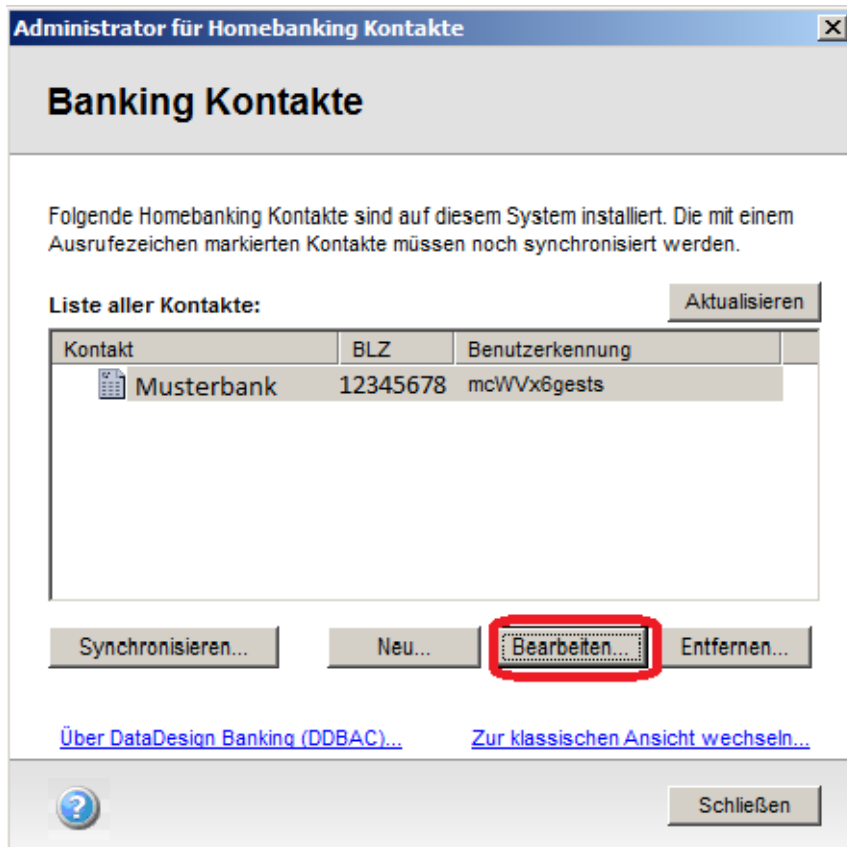 Administrator für Homebanking Kontakte
Banking Kontakte
Folgende Homebanking Kontakte sind auf diesem System installiert. Die mit einem
Ausrufezeichen markierten Kontakte müssen noch synchronisiert werden.
Liste aller Kontakte: Aktualisieren
Kontakt BLZ Benutzerkennung
Musterbank 12345678 mcWVx6gests
Synchronisieren... Neu... Bearbeiten... Entfernen...
Über DataDesign Banking (DDBAC)... Zur klassischen Ansicht wechseln...
? Schließen